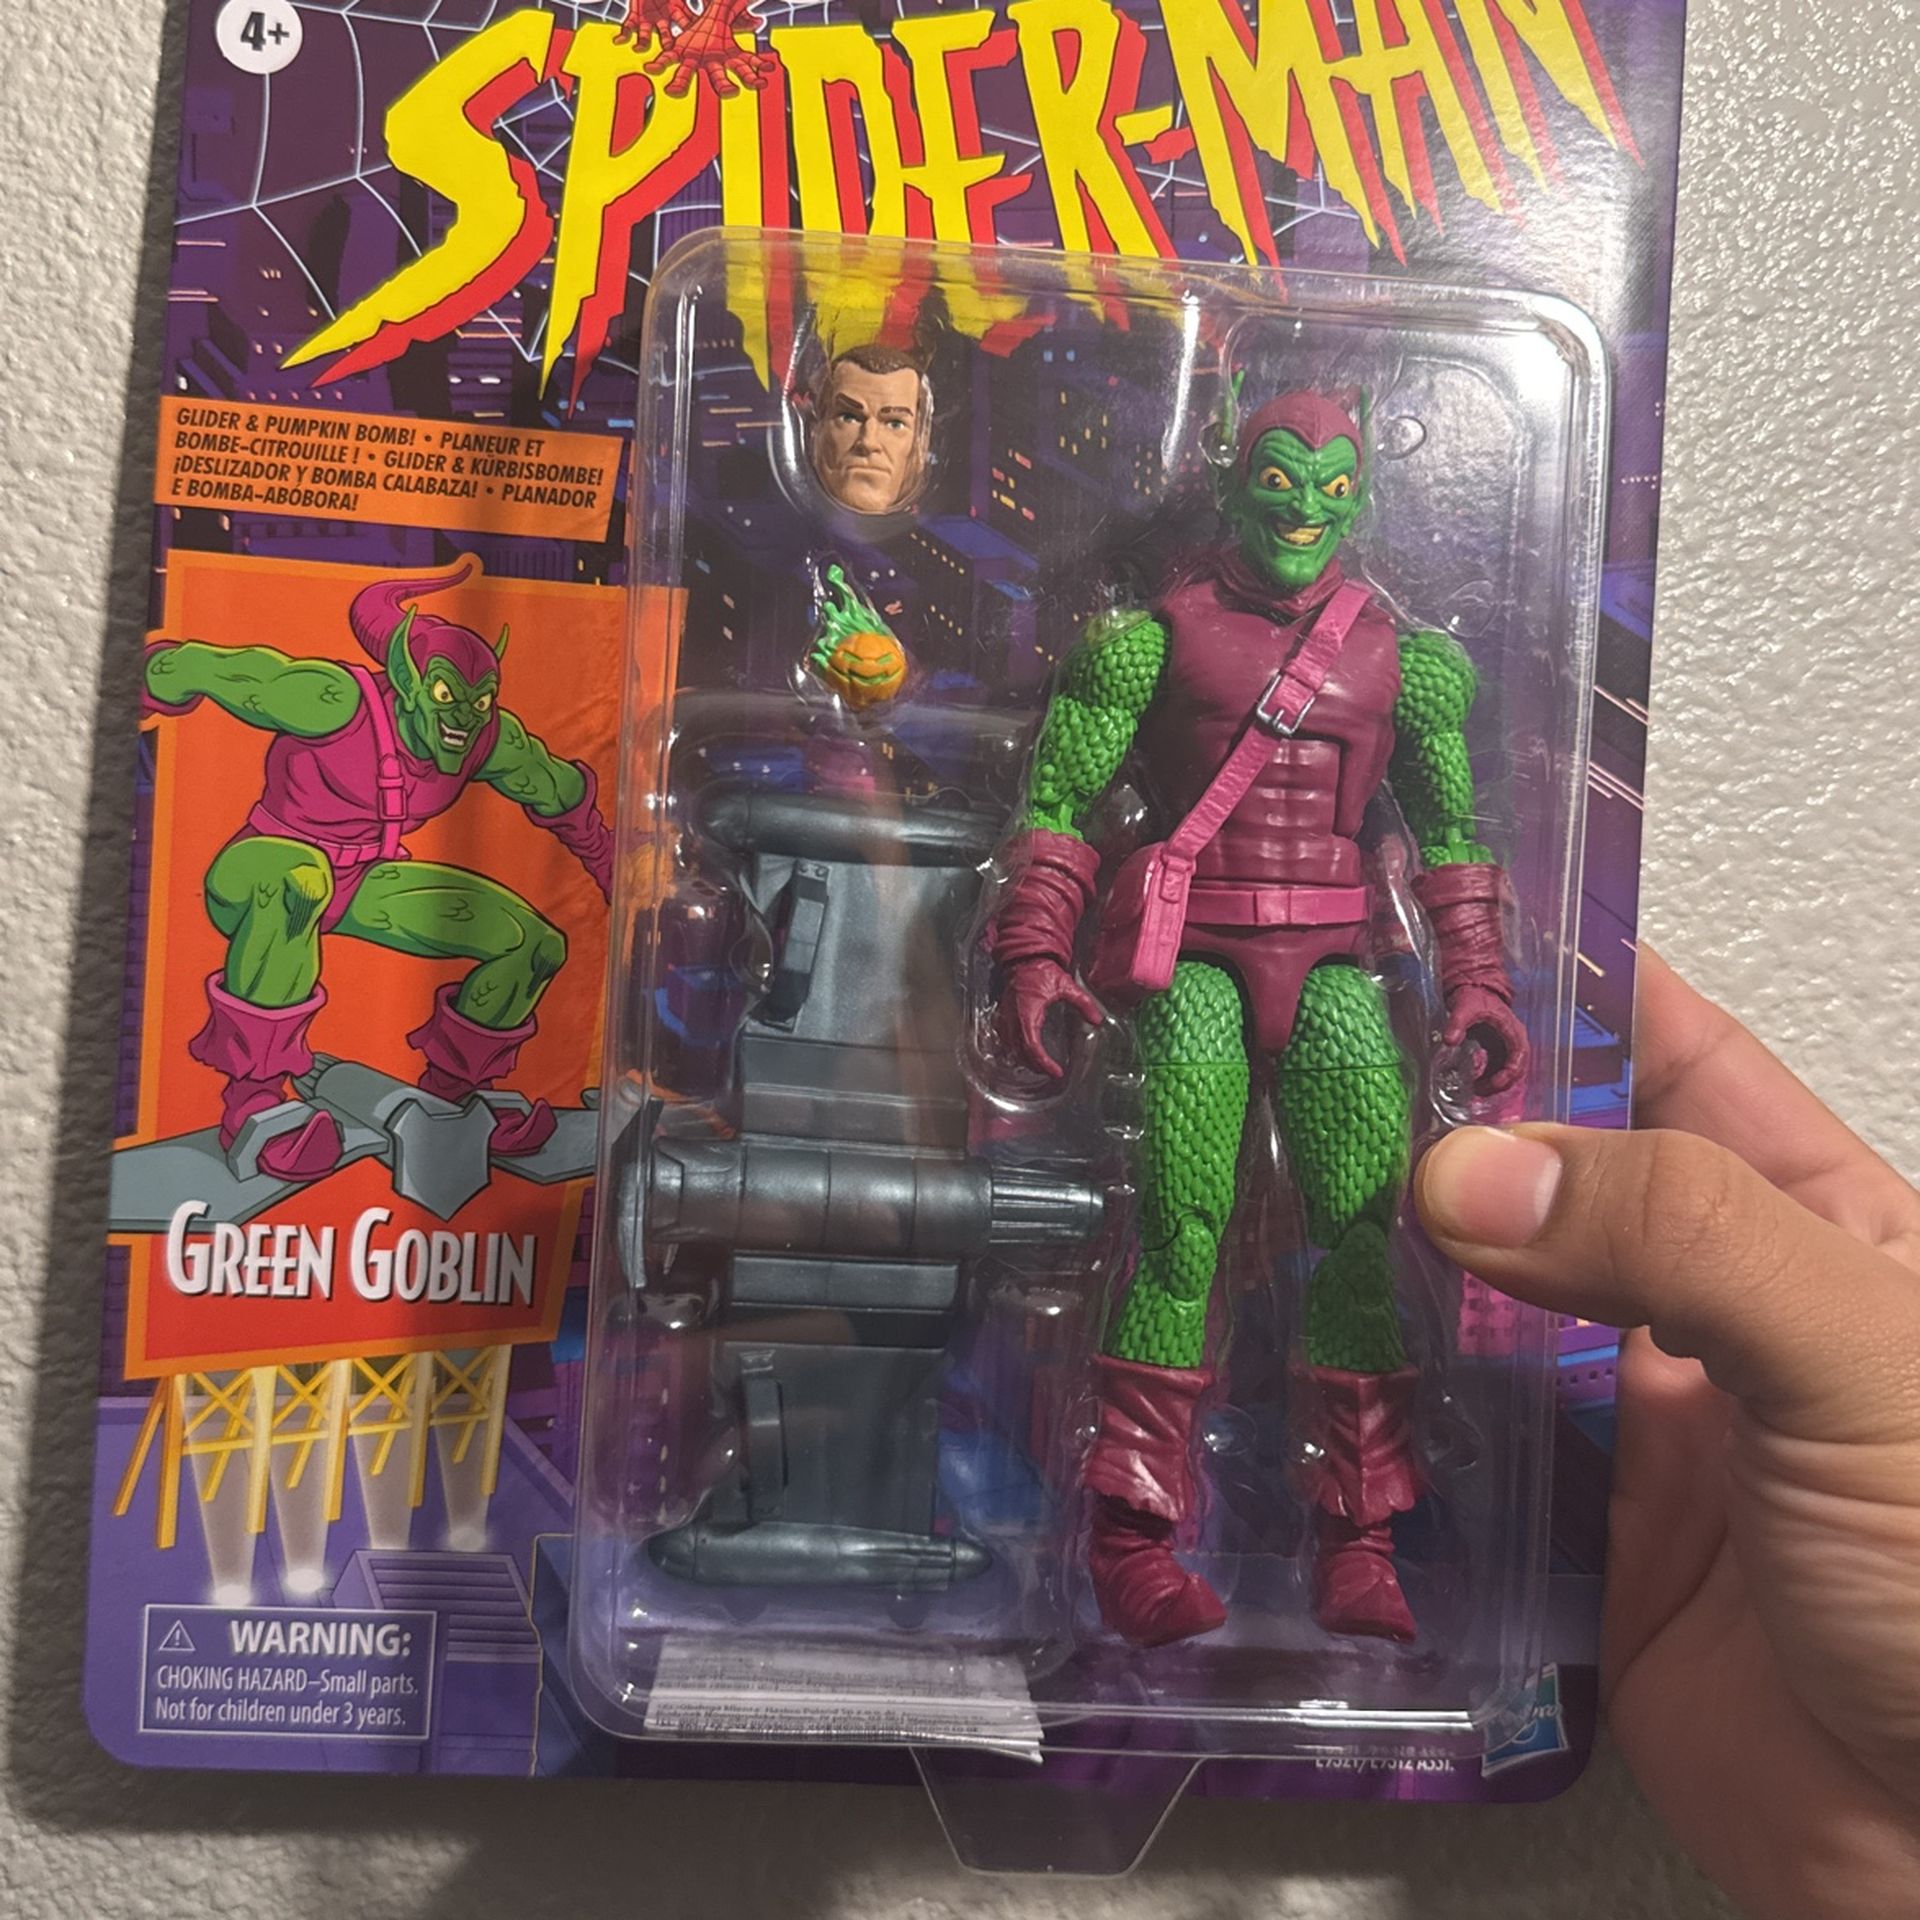 4+
SPIDER-MAN
GLIDER & PUMPKIN BOMB! • PLANEUR ET
BOMBE-CITROUILLE ! • GLIDER & KÜRBISBOMBE!
¡DESLIZADOR Y BOMBA CALABAZA! • PLANADOR
E BOMBA-ABÓBORA!
GREEN GOBLIN
⚠ WARNING:
CHOKING HAZARD–Small parts.
Not for children under 3 years.